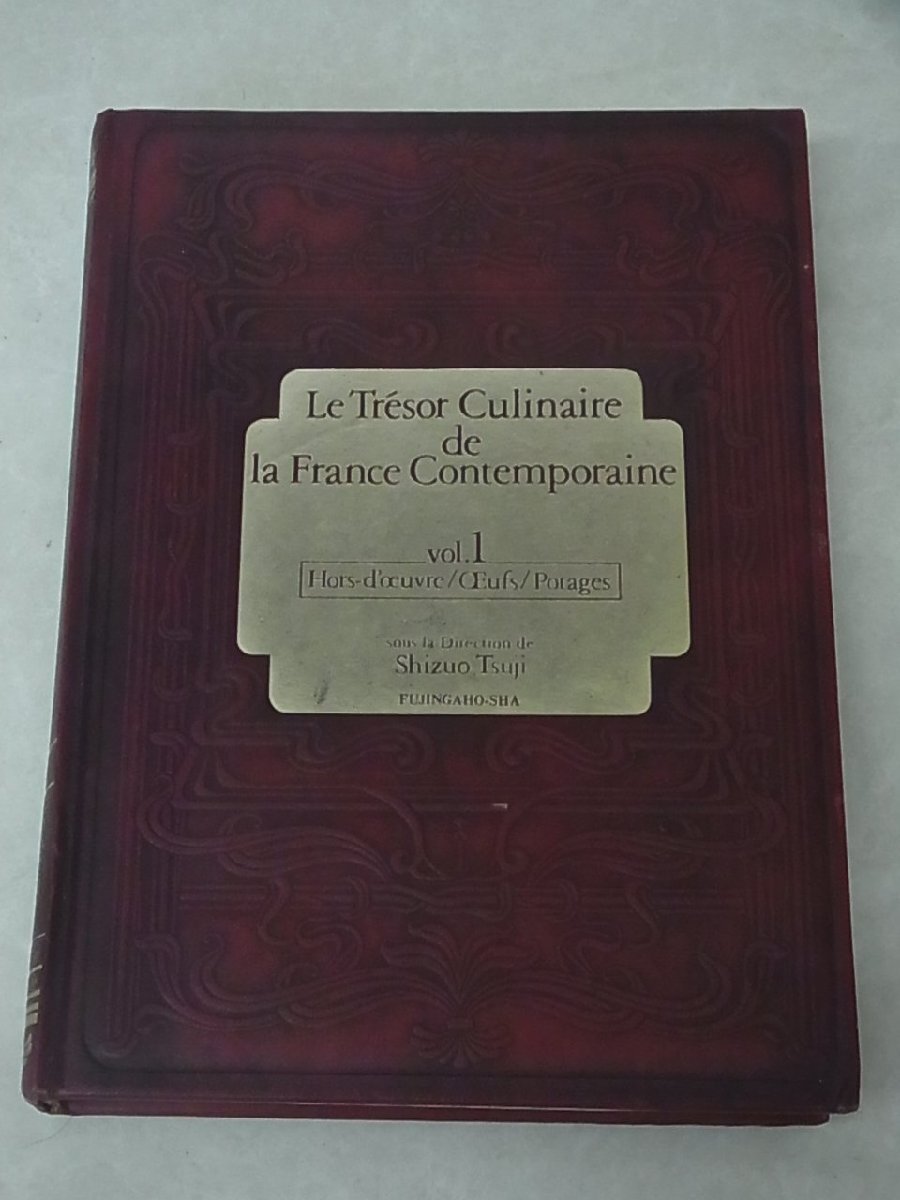 Le Trésor Culinaire
de
la France Contemporaine
vol.1
Hors-d'œuvre/Œufs/Potages
sous la Direction de
Shizuo Tsuji
FUJINGAHO-SHA